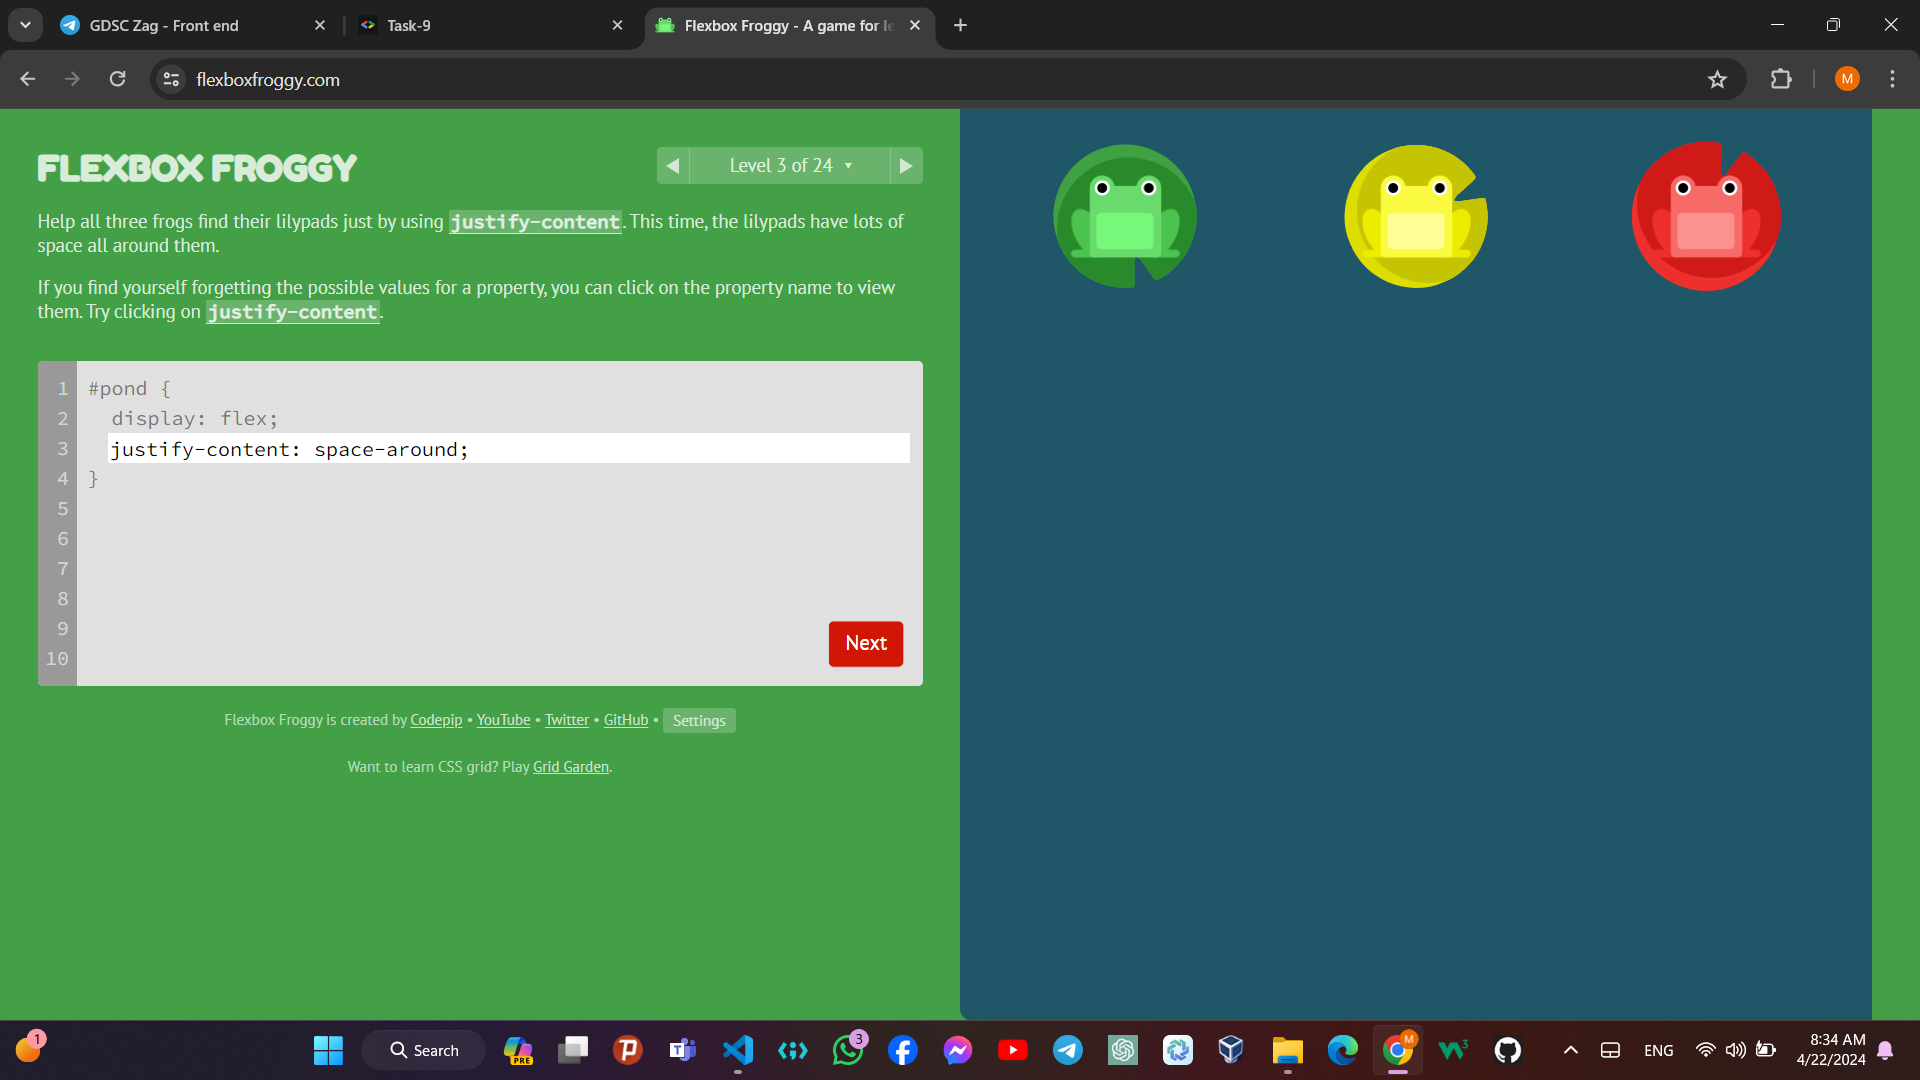 GDSC Zag - Front end
Task-9
Flexbox Froggy - A game for le
flexboxfroggy.com
M
FLEXBOX FROGGY
Level 3 of 24
Help all three frogs find their lilypads just by using justify-content. This time, the lilypads have lots of
space all around them.
If you find yourself forgetting the possible values for a property, you can click on the property name to view
them. Try clicking on justify-content.
1 #pond {
2 display: flex;
3 justify-content: space-around;
4 }
5
6
7
8
9
10
Next
Flexbox Froggy is created by Codepip • YouTube • Twitter • GitHub • Settings
Want to learn CSS grid? Play Grid Garden.
1
Search
PRE
3
M
ENG
8:34 AM
4/22/2024